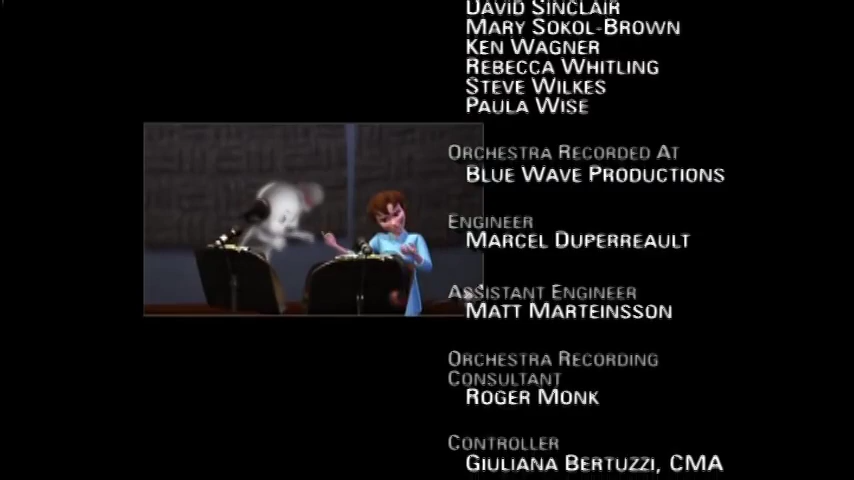 DAVID SINCLAIR
MARY SOKOL-BROWN
KEN WAGNER
REBECCA WHITLING
STEVE WILKES
PAULA WISE
ORCHESTRA RECORDED AT
BLUE WAVE PRODUCTIONS
ENGINEER
MARCEL DUPERREAULT
ASSISTANT ENGINEER
MATT MARTEINSSON
ORCHESTRA RECORDING
CONSULTANT
ROGER MONK
CONTROLLER
GIULIANA BERTUZZI, CMA